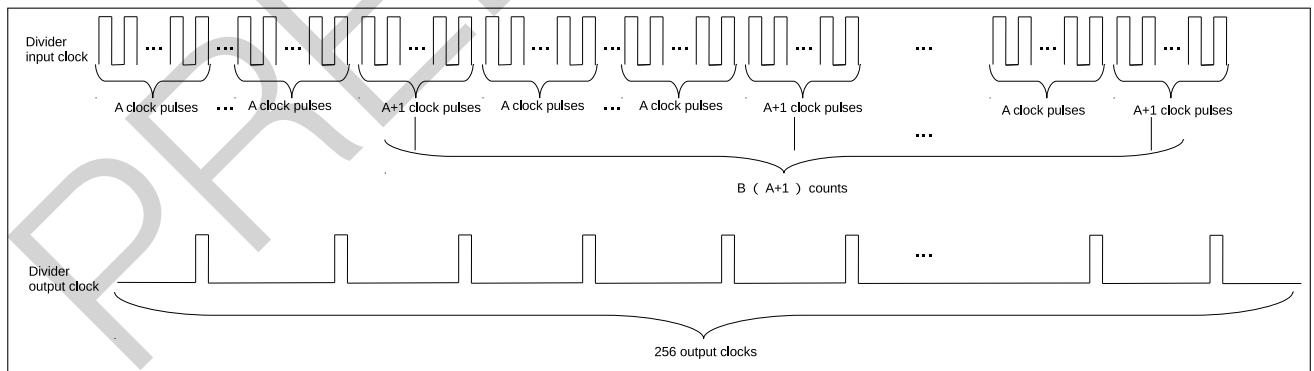 Divider
input clock
... ... ... ... ... ... ... ... ... ...
A clock pulses ... A clock pulses A+1 clock pulses A clock pulses ... A clock pulses A+1 clock pulses A clock pulses A+1 clock pulses
...
B ( A+1 ) counts
Divider
output clock
...
256 output clocks
PRE